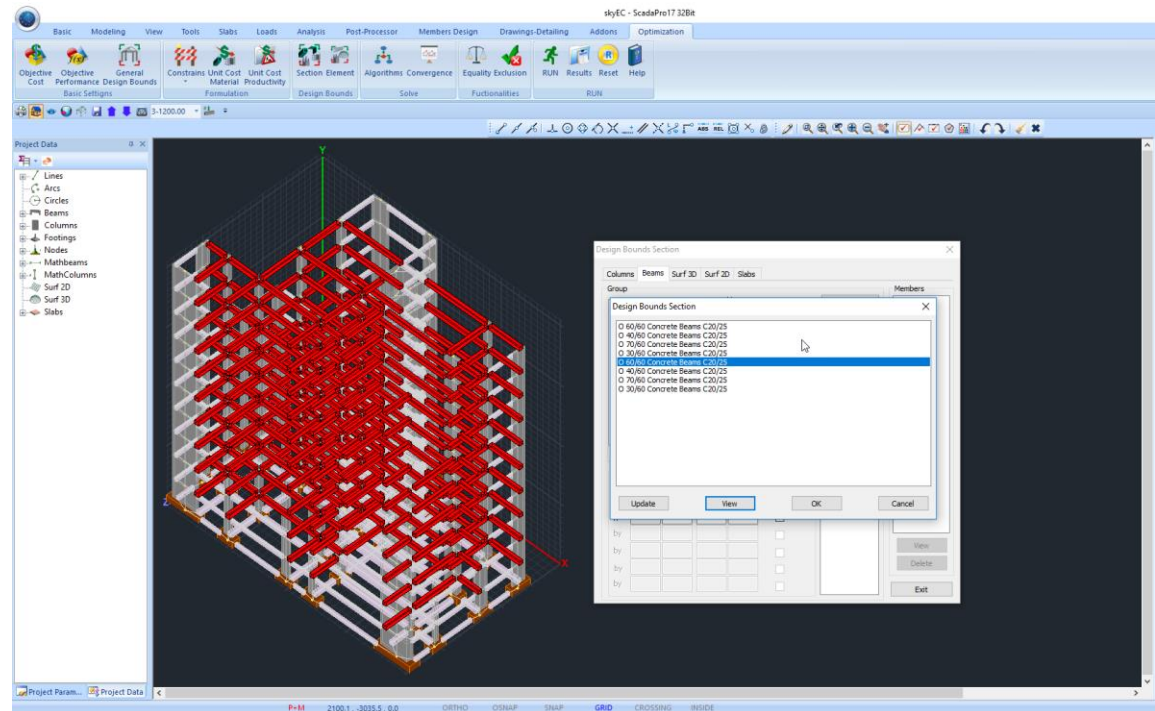 skyEC - ScadaPro17 32Bit
Basic Modeling View Tools Slabs Loads Analysis Post-Processor Members Design Drawings-Detailing Addons Optimization
Objective Cost
Objective Performance
General Design Bounds
Constrains
Unit Cost Material
Unit Cost Productivity
Section Element Algorithms Convergence Equality Exclusion RUN Results Reset Help
Basic Settigns Formulation Design Bounds Solve Fuctionalities RUN
3-1200.00
ABS REL
Project Data
Lines
Arcs
Circles
Beams
Columns
Footings
Nodes
Mathbeams
MathColumns
Surf 2D
Surf 3D
Slabs
Y
X
Z
Design Bounds Section
Columns Beams Surf 3D Surf 2D Slabs
Group Members
Design Bounds Section
O 60/60 Concrete Beams C20/25
O 40/60 Concrete Beams C20/25
O 70/60 Concrete Beams C20/25
O 30/60 Concrete Beams C20/25
O 60/60 Concrete Beams C20/25
O 40/60 Concrete Beams C20/25
O 70/60 Concrete Beams C20/25
O 30/60 Concrete Beams C20/25
Update View OK Cancel
by
by
by
by
View
Delete
Exit
Project Param... Project Data
P+M 2100.1 , -3035.5 , 0.0 ORTHO OSNAP SNAP GRID CROSSING INSIDE